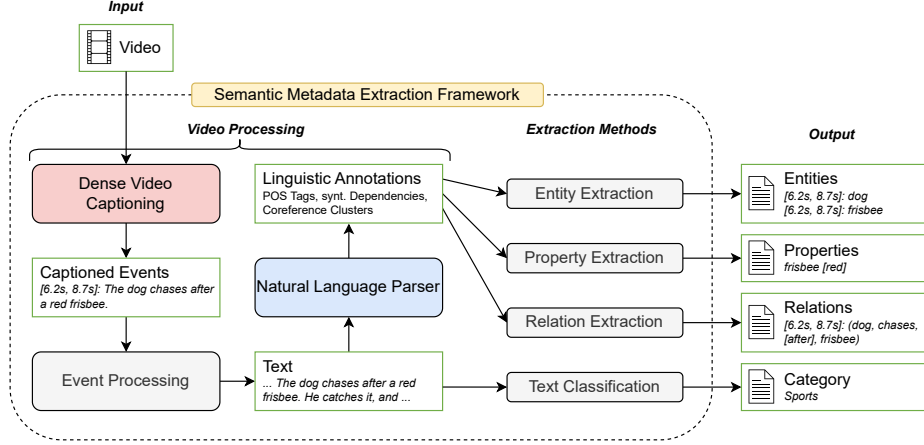 Input
Video
Semantic Metadata Extraction Framework
Video Processing
Extraction Methods
Output
Dense Video
Captioning
Captioned Events
[6.2s, 8.7s]: The dog chases after
a red frisbee.
Event Processing
Linguistic Annotations
POS Tags, synt. Dependencies,
Coreference Clusters
Natural Language Parser
Text
... The dog chases after a red
frisbee. He catches it, and ...
Entity Extraction
Property Extraction
Relation Extraction
Text Classification
Entities
[6.2s, 8.7s]: dog
[6.2s, 8.7s]: frisbee
Properties
frisbee [red]
Relations
[6.2s, 8.7s]: (dog, chases,
[after], frisbee)
Category
Sports